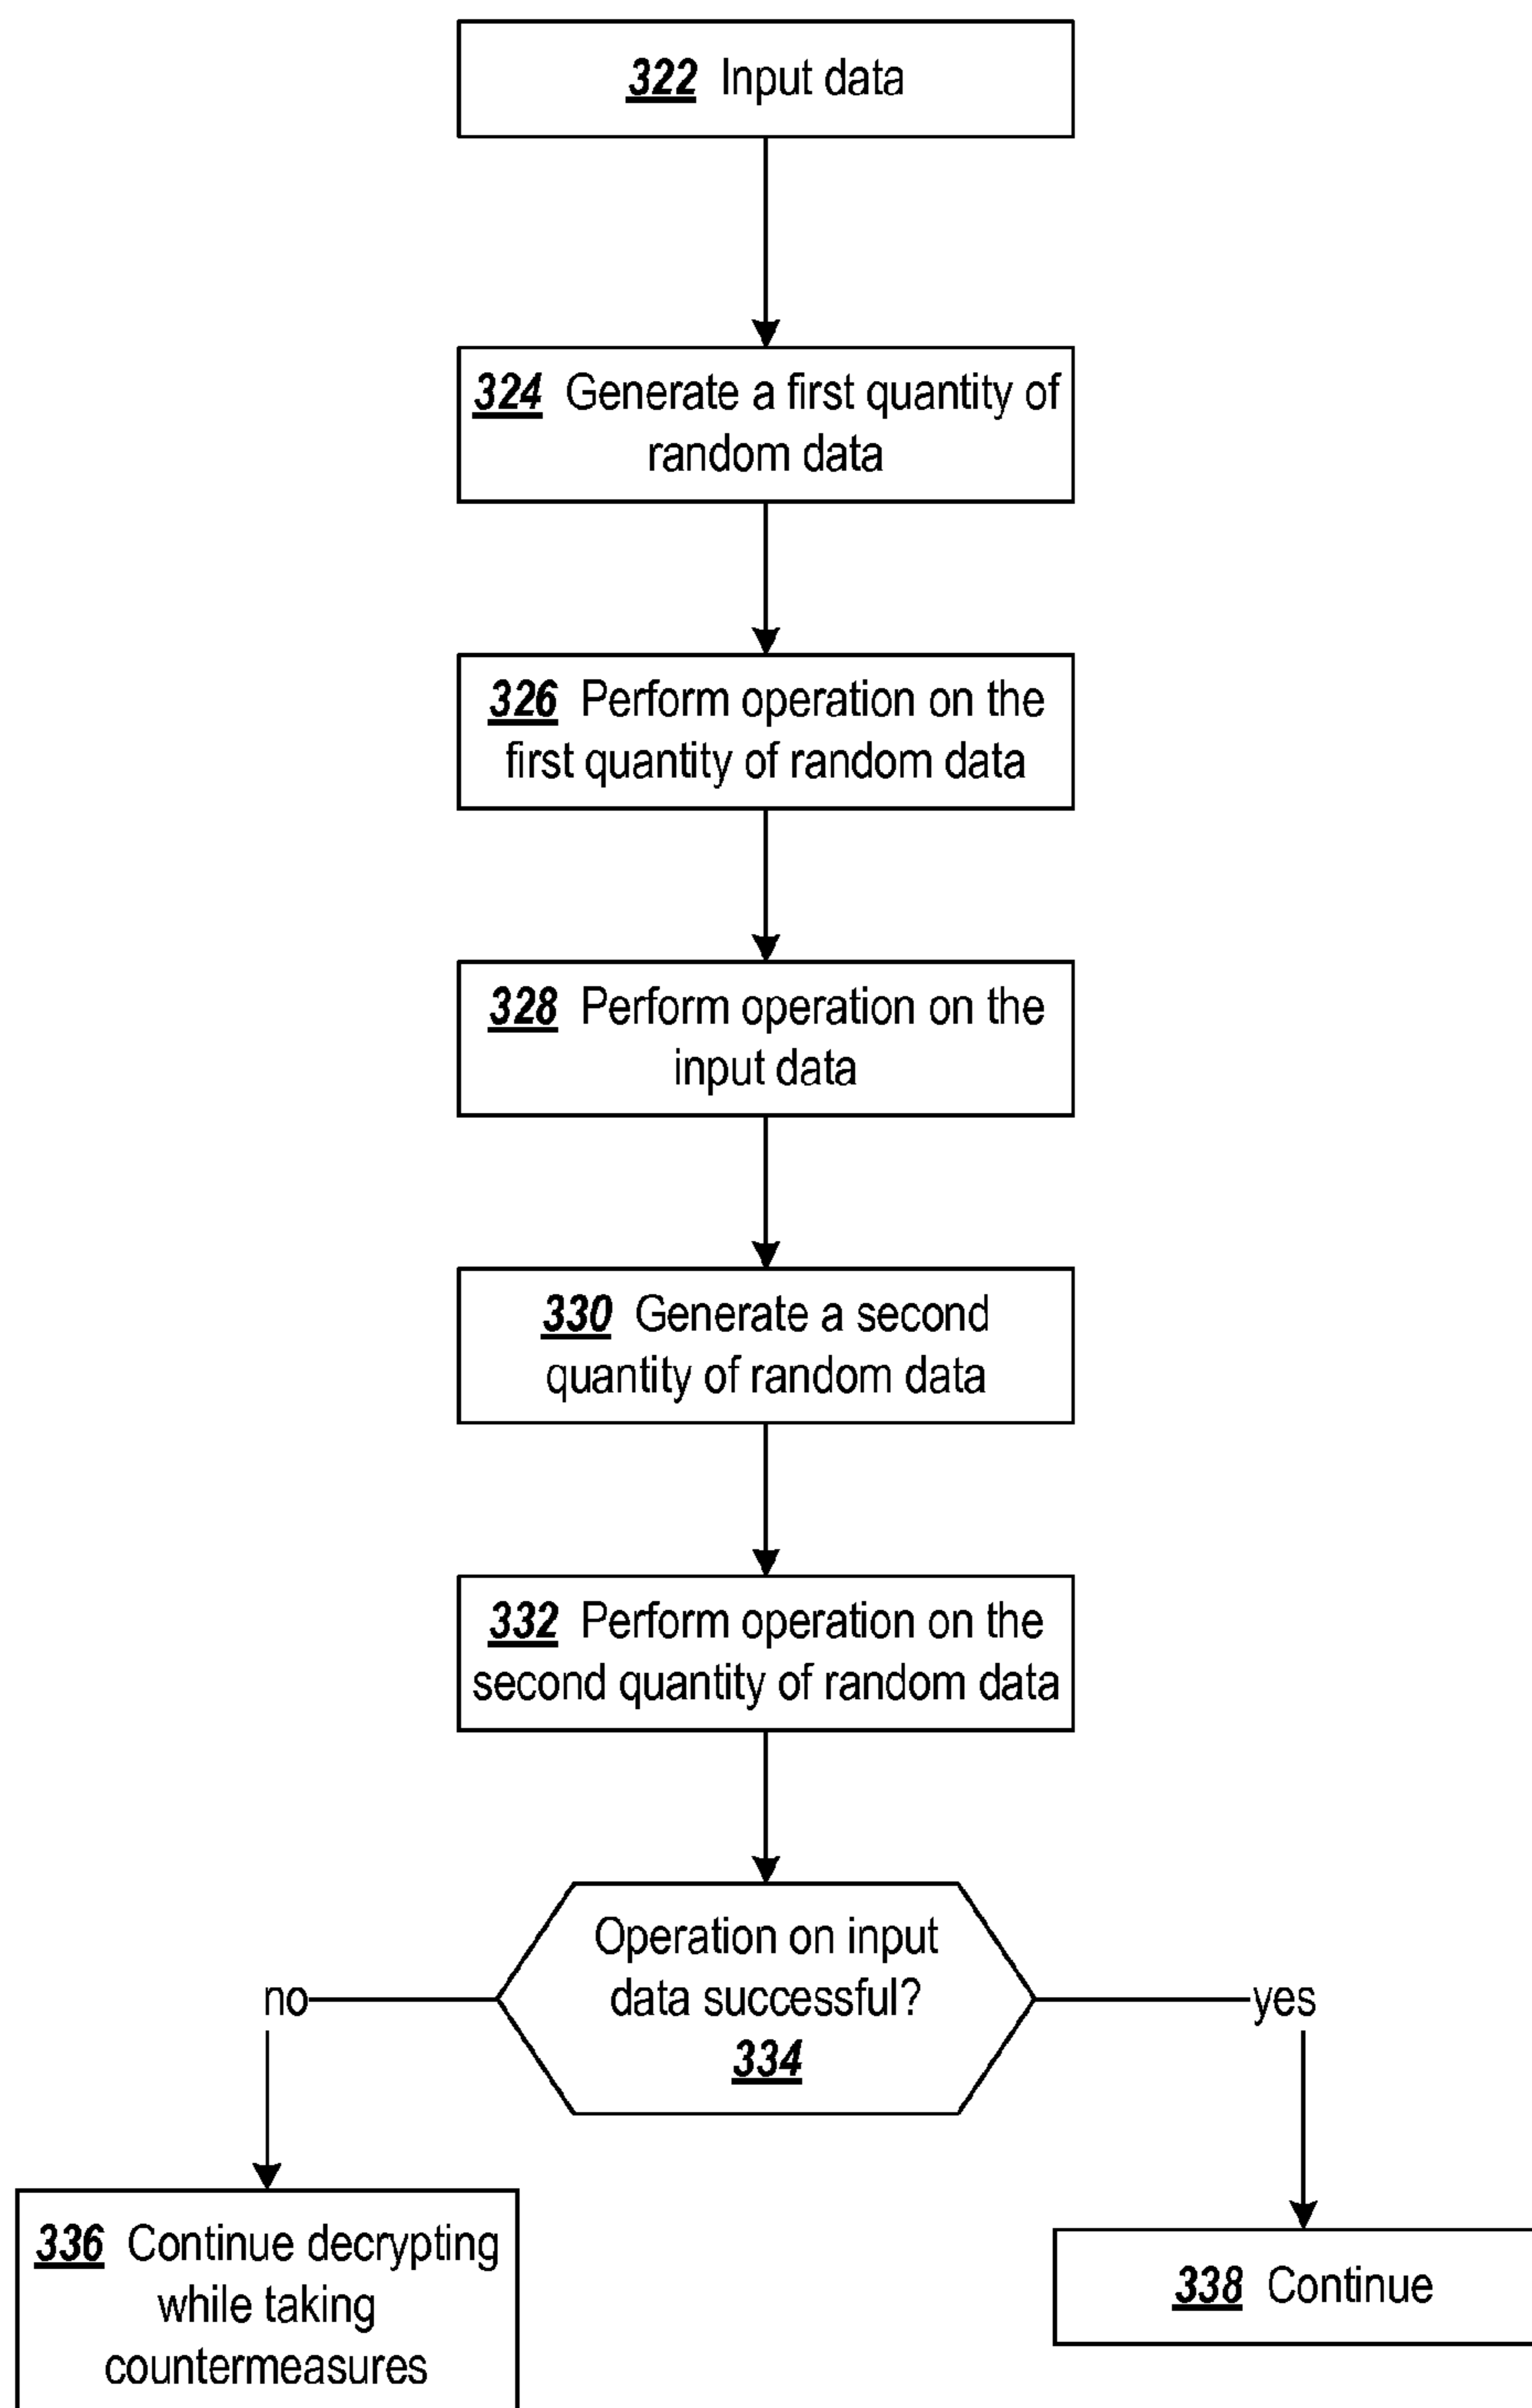 322 Input data
324 Generate a first quantity of
random data
326 Perform operation on the
first quantity of random data
328 Perform operation on the
input data
330 Generate a second
quantity of random data
332 Perform operation on the
second quantity of random data
Operation on input
data successful?
334
no
yes
336 Continue decrypting
while taking
countermeasures
338 Continue